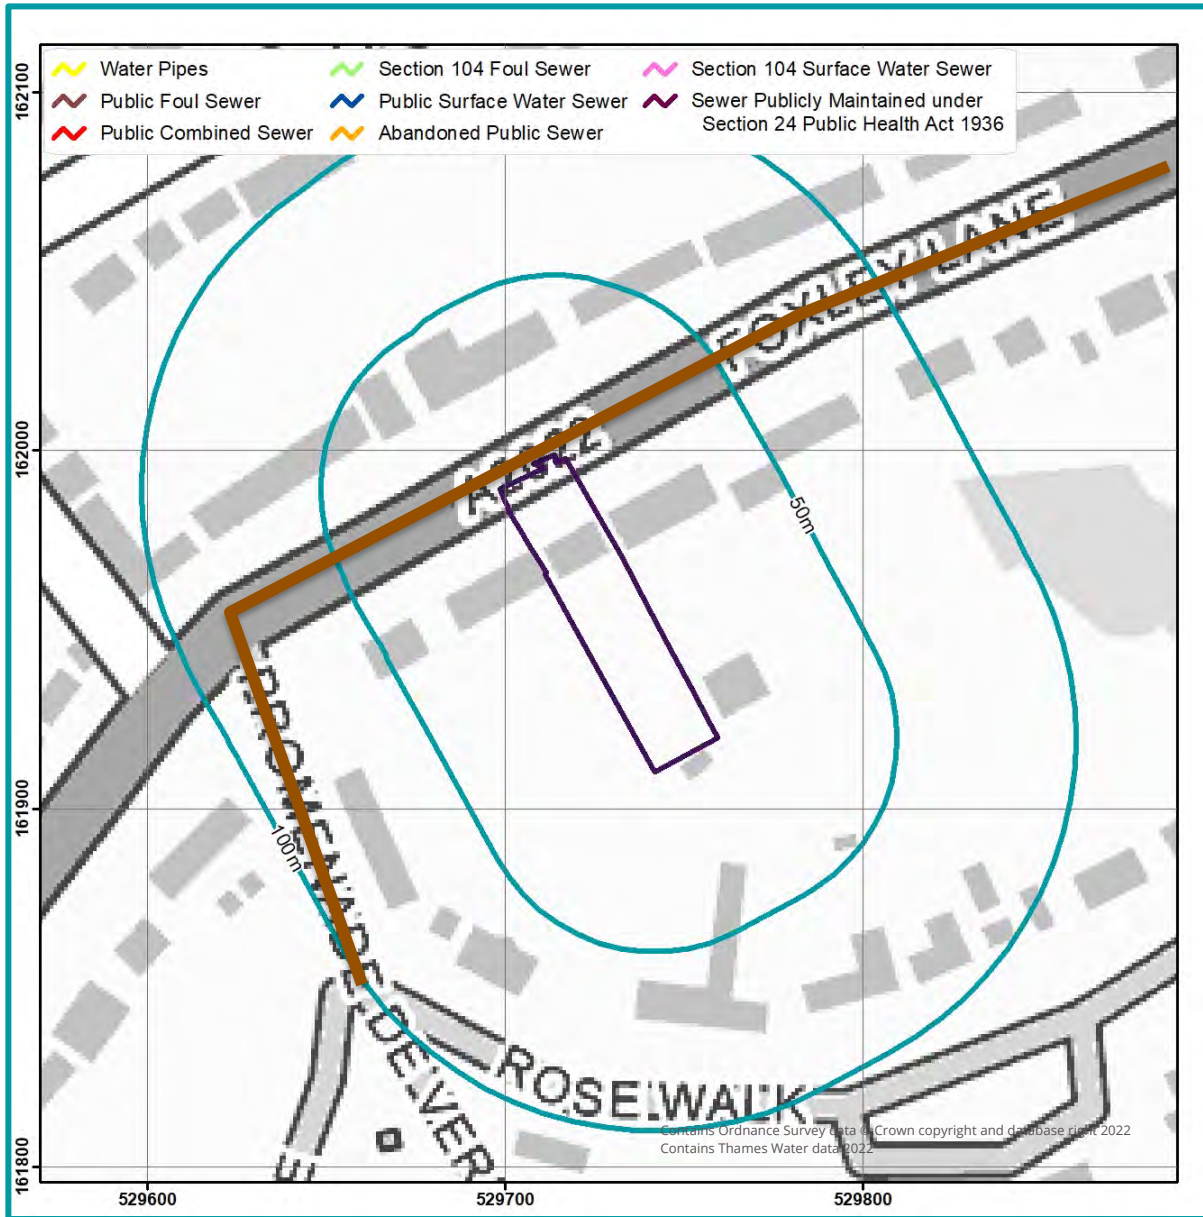 Water Pipes
Section 104 Foul Sewer
Section 104 Surface Water Sewer
Public Foul Sewer
Public Surface Water Sewer
Sewer Publicly Maintained under
Section 24 Public Health Act 1936
Public Combined Sewer
Abandoned Public Sewer
162100
FOXLEY LANE
162000
50m
161900
100m
ROSE WALK
Contains Ordnance Survey data © Crown copyright and database right 2022
Contains Thames Water data 2022
161800
529600
529700
529800